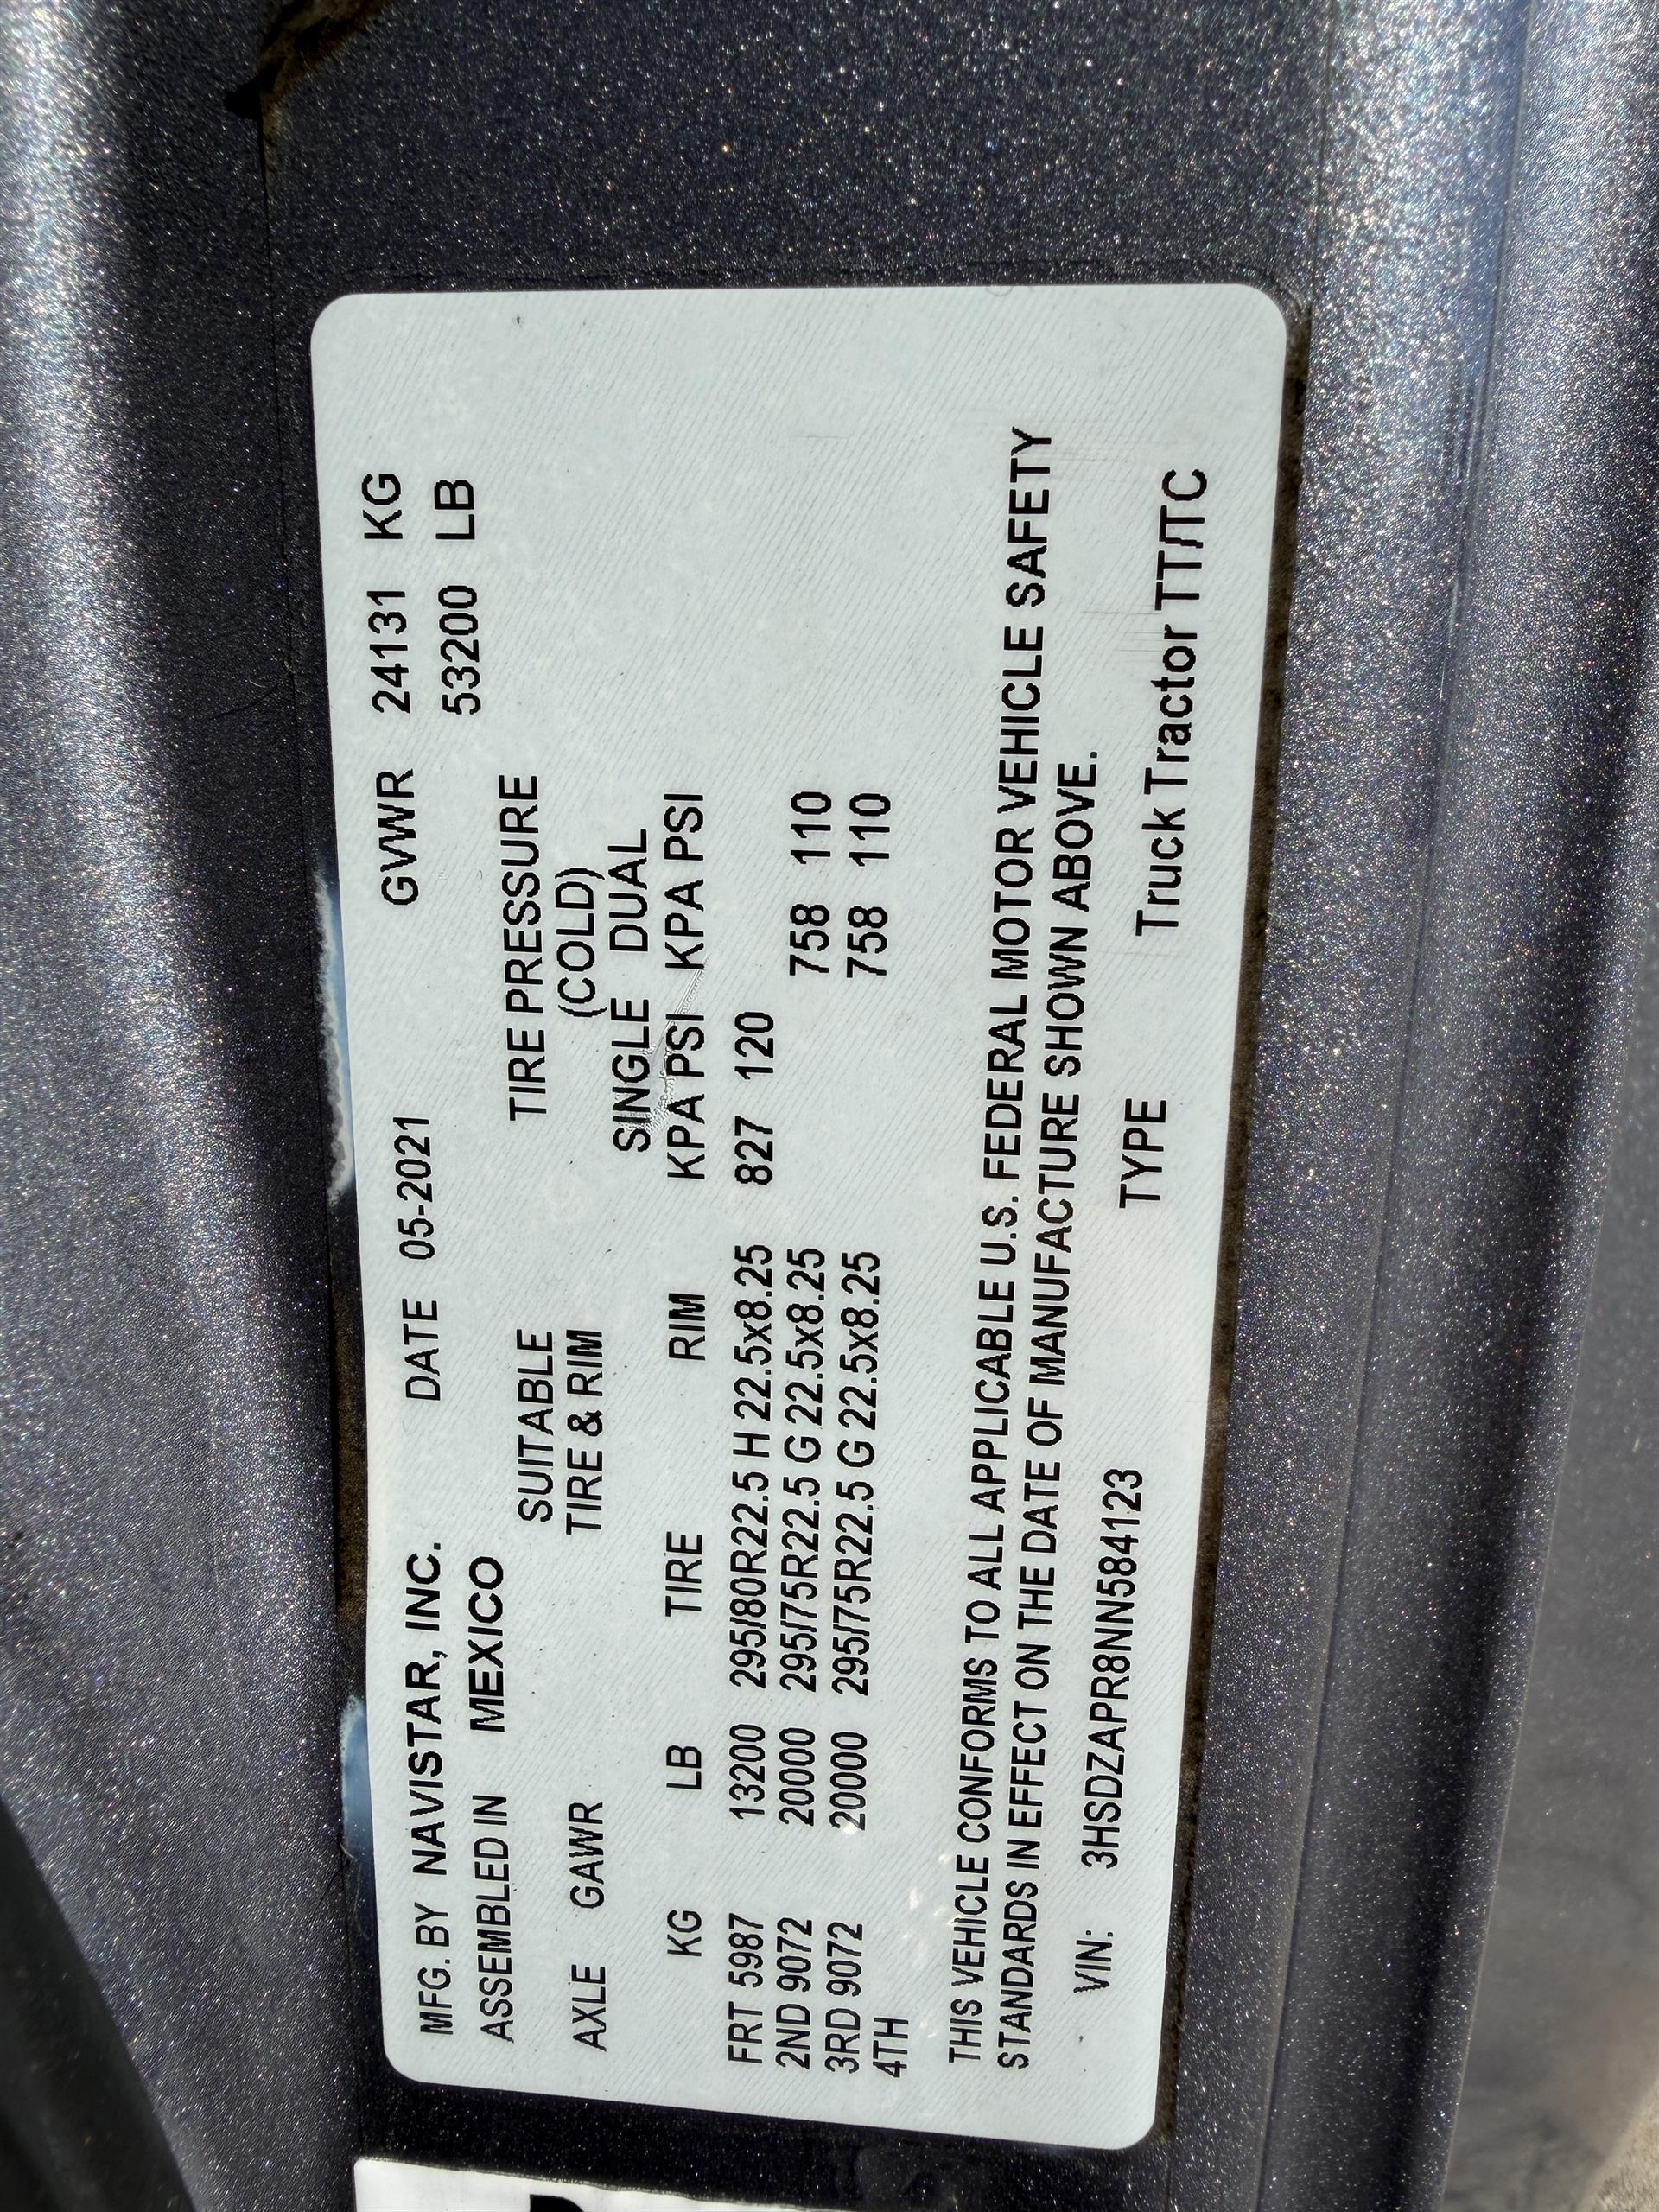 MFG. BY NAVISTAR, INC. DATE 05-2021 GVWR 24131 KG
ASSEMBLED IN MEXICO 53200 LB
SUITABLE TIRE PRESSURE
AXLE GAWR TIRE & RIM (COLD)
SINGLE DUAL
KG LB TIRE RIM KPA PSI KPA PSI
FRT 5987 13200 295/80R22.5 H 22.5x8.25 827 120
2ND 9072 20000 295/75R22.5 G 22.5x8.25 758 110
3RD 9072 20000 295/75R22.5 G 22.5x8.25 758 110
4TH
THIS VEHICLE CONFORMS TO ALL APPLICABLE U.S. FEDERAL MOTOR VEHICLE SAFETY
STANDARDS IN EFFECT ON THE DATE OF MANUFACTURE SHOWN ABOVE.
VIN: 3HSDZAPR8NN584123 TYPE Truck Tractor TT/TC